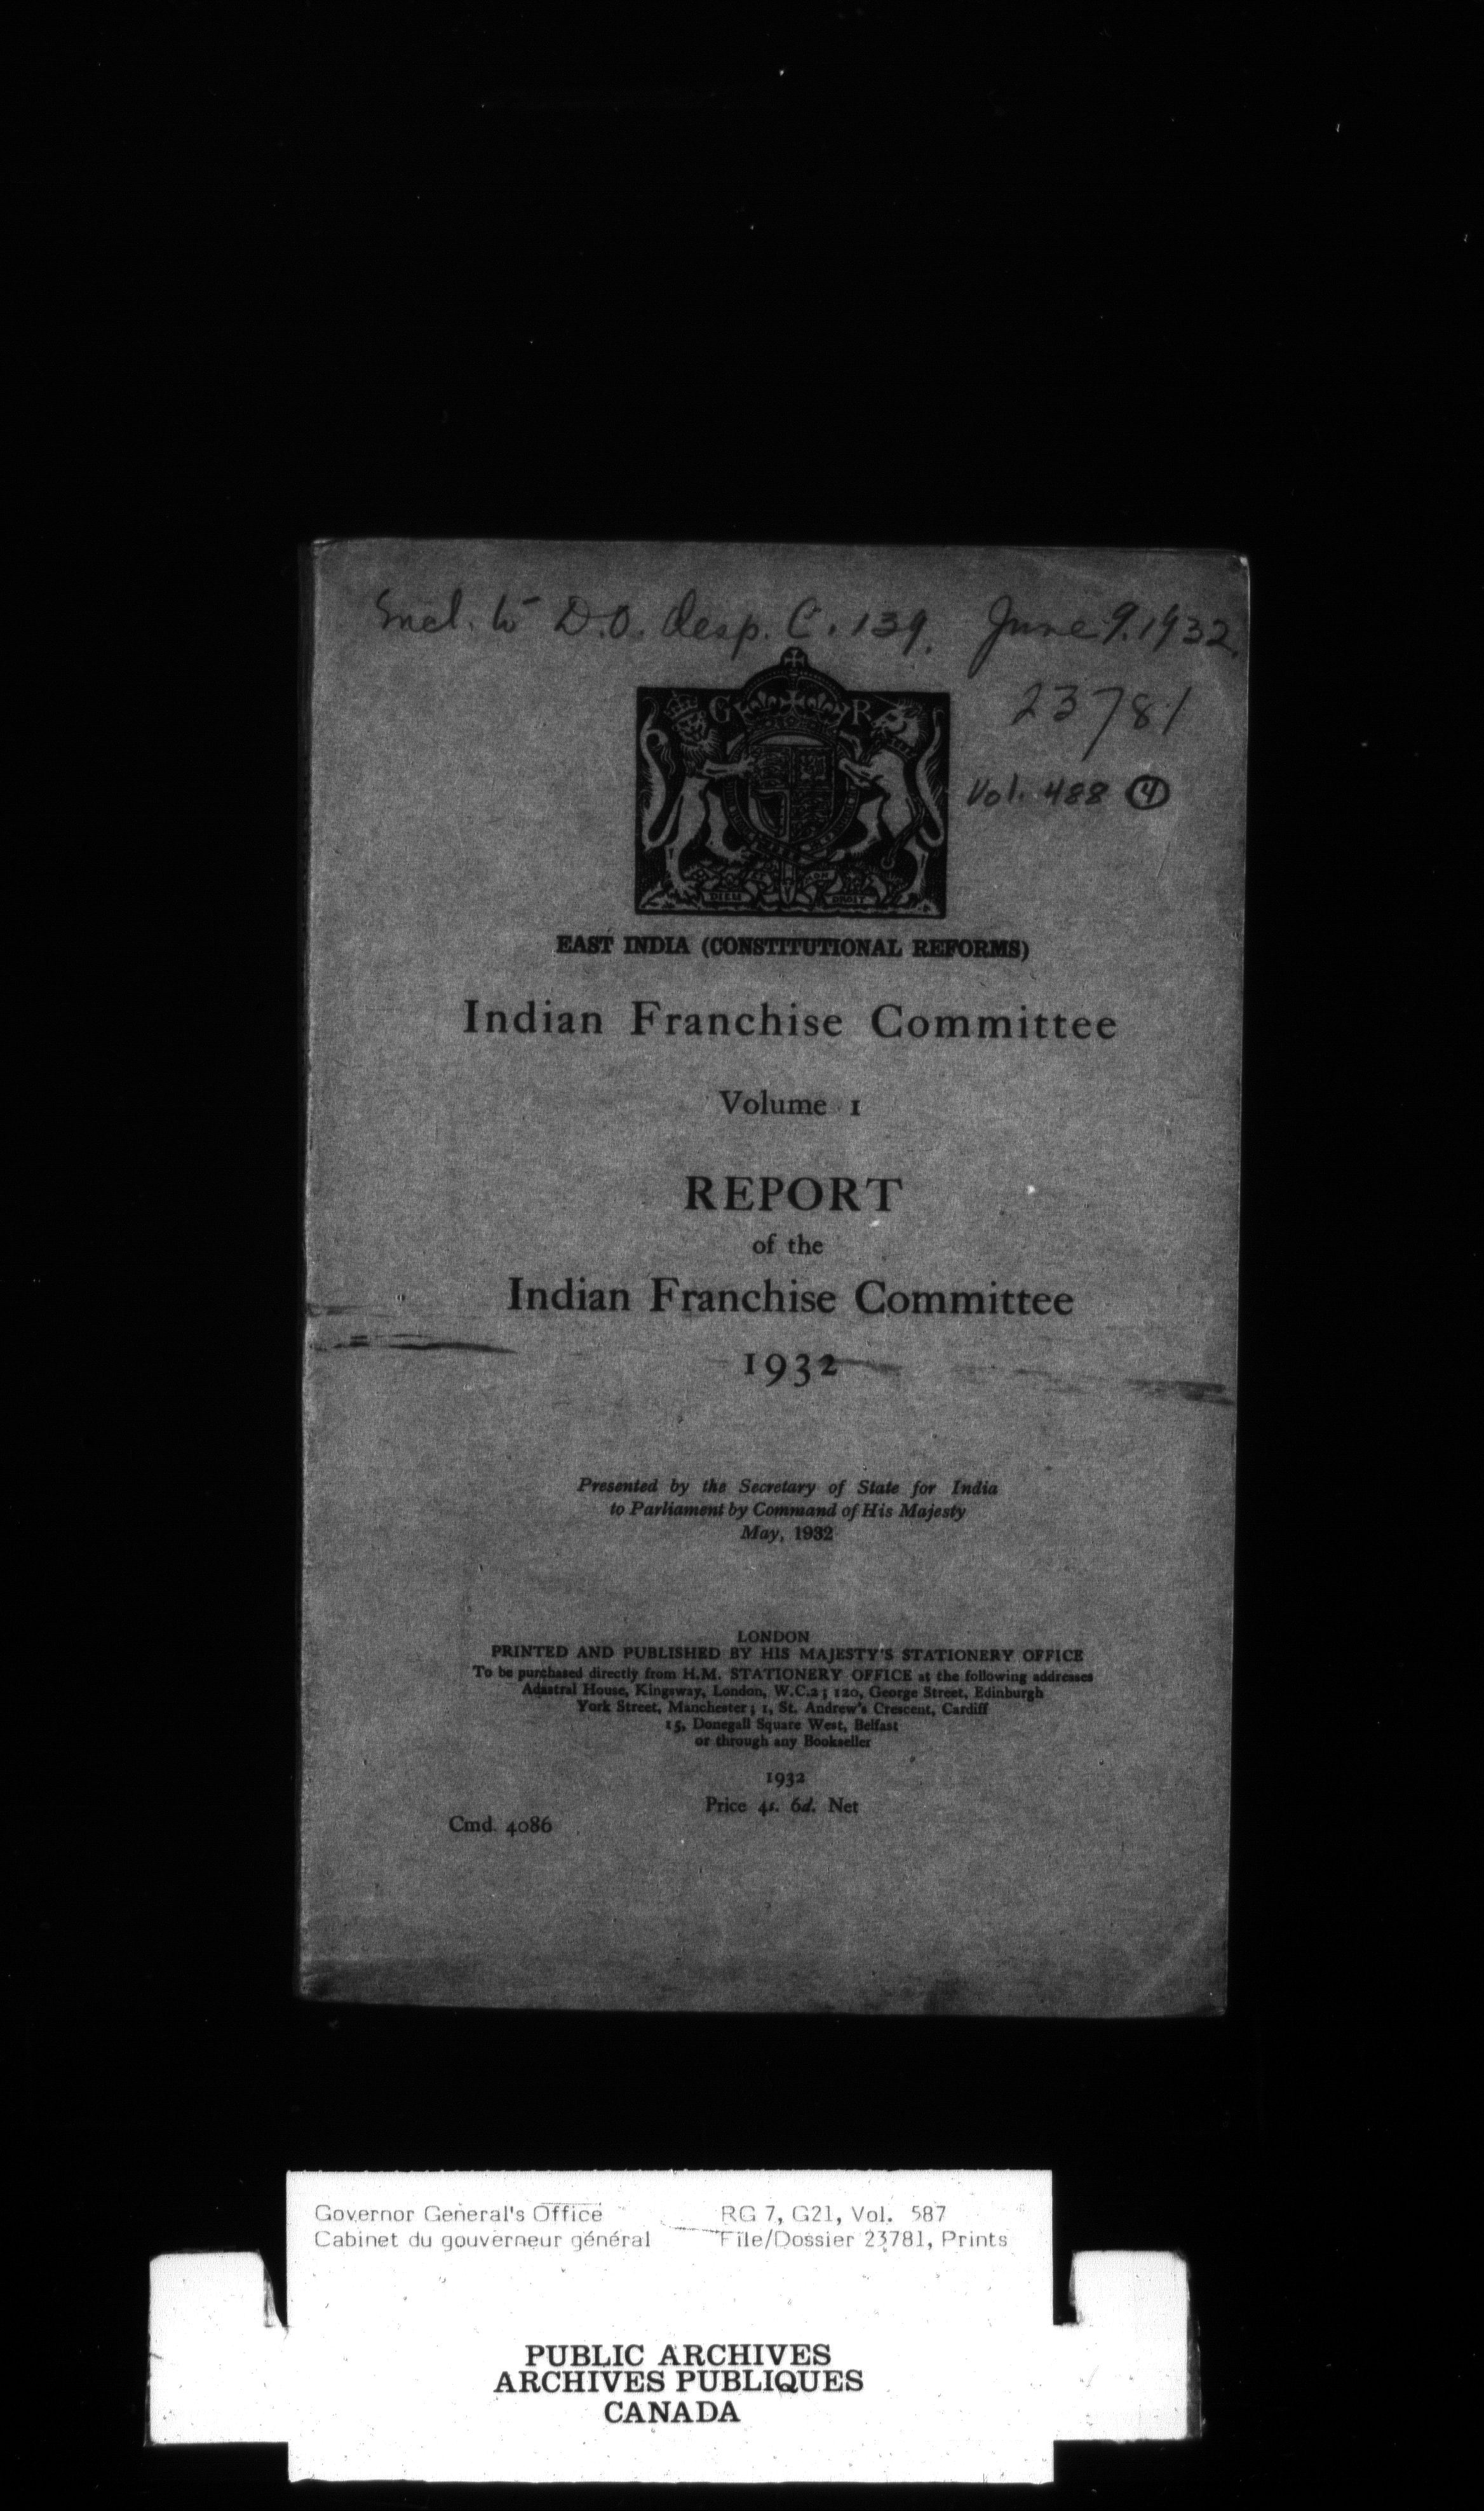 Encl. to D.O. desp. C. 139. June 9. 1932.
23781
Vol. 488 4
G R
DIEU DROIT
EAST INDIA (CONSTITUTIONAL REFORMS)
Indian Franchise Committee
Volume 1
REPORT
of the
Indian Franchise Committee
1932
Presented by the Secretary of State for India
to Parliament by Command of His Majesty
May, 1932
LONDON
PRINTED AND PUBLISHED BY HIS MAJESTY'S STATIONERY OFFICE
To be purchased directly from H.M. STATIONERY OFFICE at the following addresses
Adastral House, Kingsway, London, W.C.2; 120, George Street, Edinburgh
York Street, Manchester; 1, St. Andrew's Crescent, Cardiff
15, Donegall Square West, Belfast
or through any Bookseller
1932
Price 4s. 6d. Net
Cmd. 4086
Governor General's Office RG 7, G21, Vol. 587
Cabinet du gouverneur général File/Dossier 23781, Prints
PUBLIC ARCHIVES
ARCHIVES PUBLIQUES
CANADA